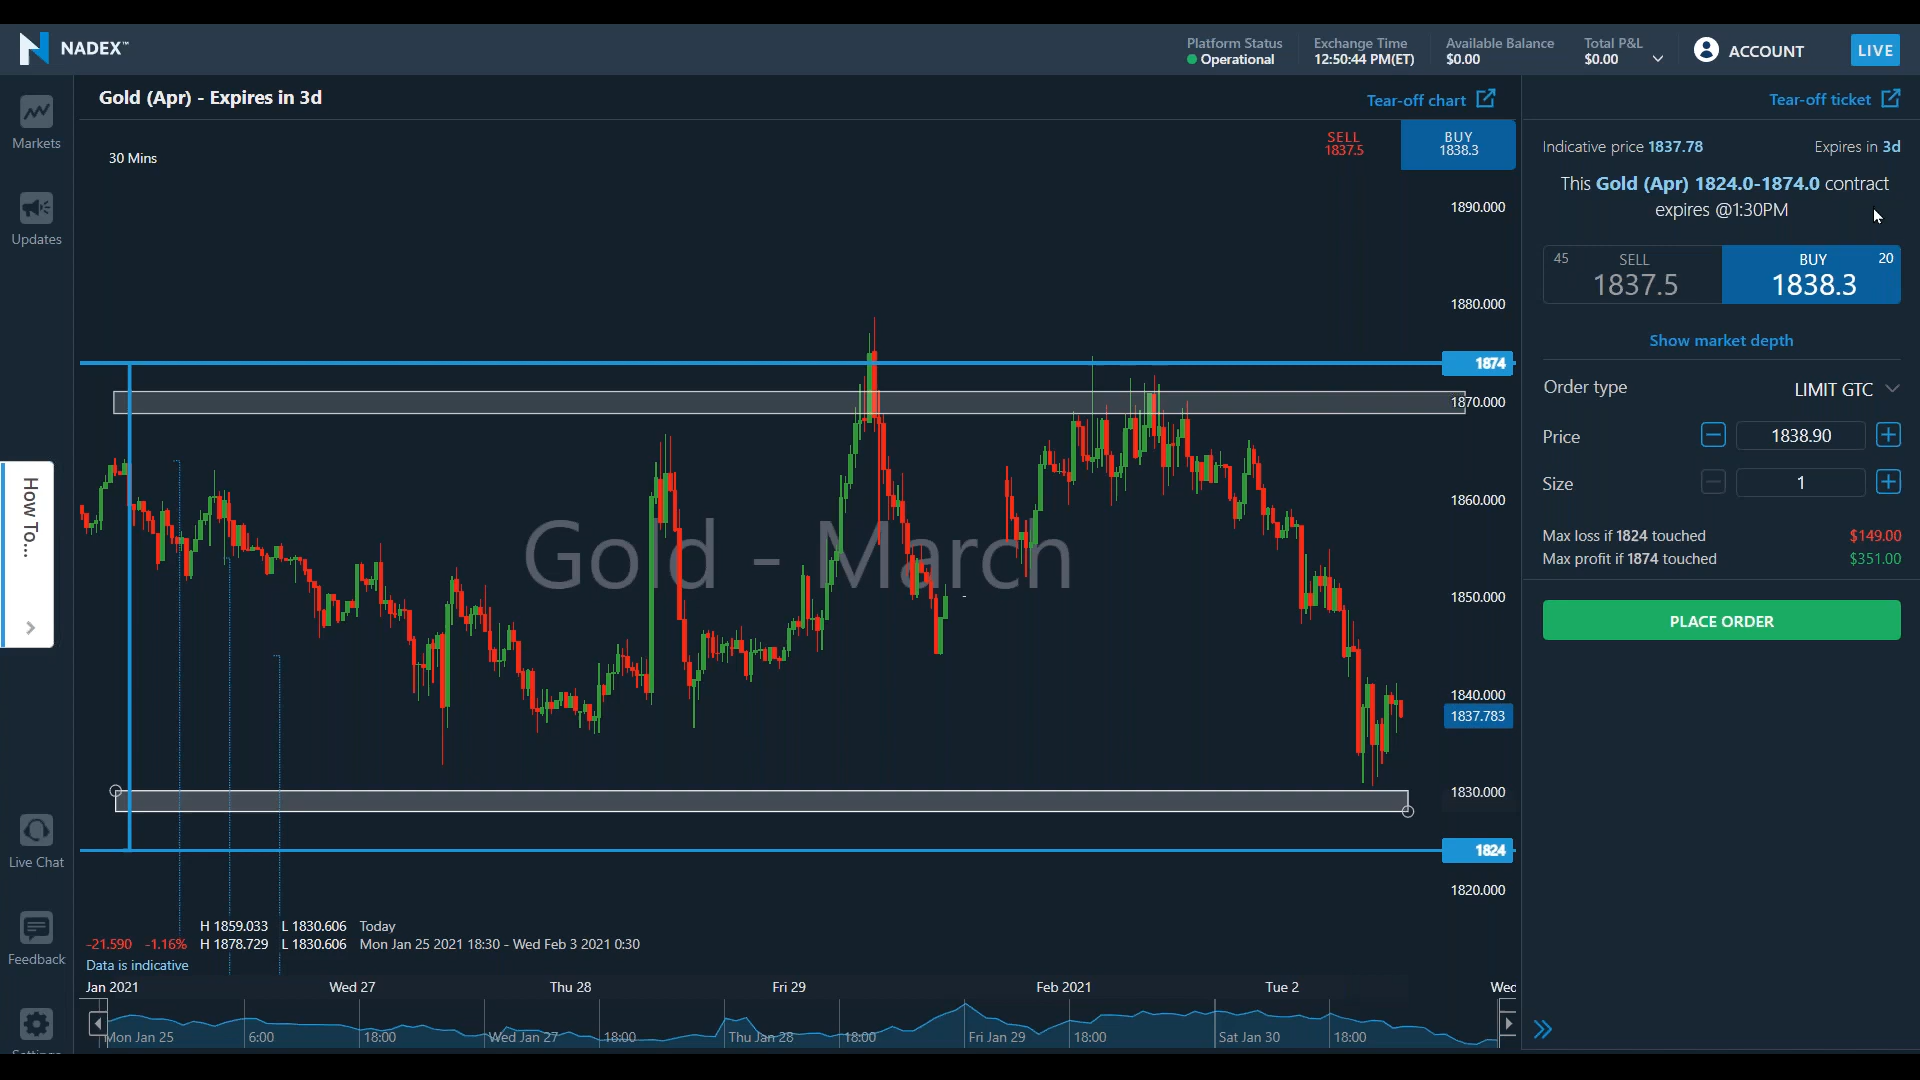 NADEX™
Platform Status
Operational
Exchange Time
12:50:44 PM(ET)
Available Balance
$0.00
Total P&L
$0.00
ACCOUNT
LIVE
Markets
Updates
How To...
Live Chat
Feedback
Gold (Apr) - Expires in 3d
Tear-off chart
30 Mins
SELL
1837.5
BUY
1838.3
1890.000
1880.000
1874
1870.000
1860.000
1850.000
1840.000
1837.783
1830.000
1824
1820.000
Gold - March
H 1859.033 L 1830.606 Today
-21.590 -1.16% H 1878.729 L 1830.606 Mon Jan 25 2021 18:30 - Wed Feb 3 2021 0:30
Data is indicative
Jan 2021 Wed 27 Thu 28 Fri 29 Feb 2021 Tue 2 Wed
Mon Jan 25 6:00 18:00 Wed Jan 27 18:00 Thu Jan 28 18:00 Fri Jan 29 18:00 Sat Jan 30 18:00
Tear-off ticket
Indicative price 1837.78 Expires in 3d
This Gold (Apr) 1824.0-1874.0 contract
expires @1:30PM
45 SELL
1837.5
BUY 20
1838.3
Show market depth
Order type LIMIT GTC
Price 1838.90
Size 1
Max loss if 1824 touched $149.00
Max profit if 1874 touched $351.00
PLACE ORDER